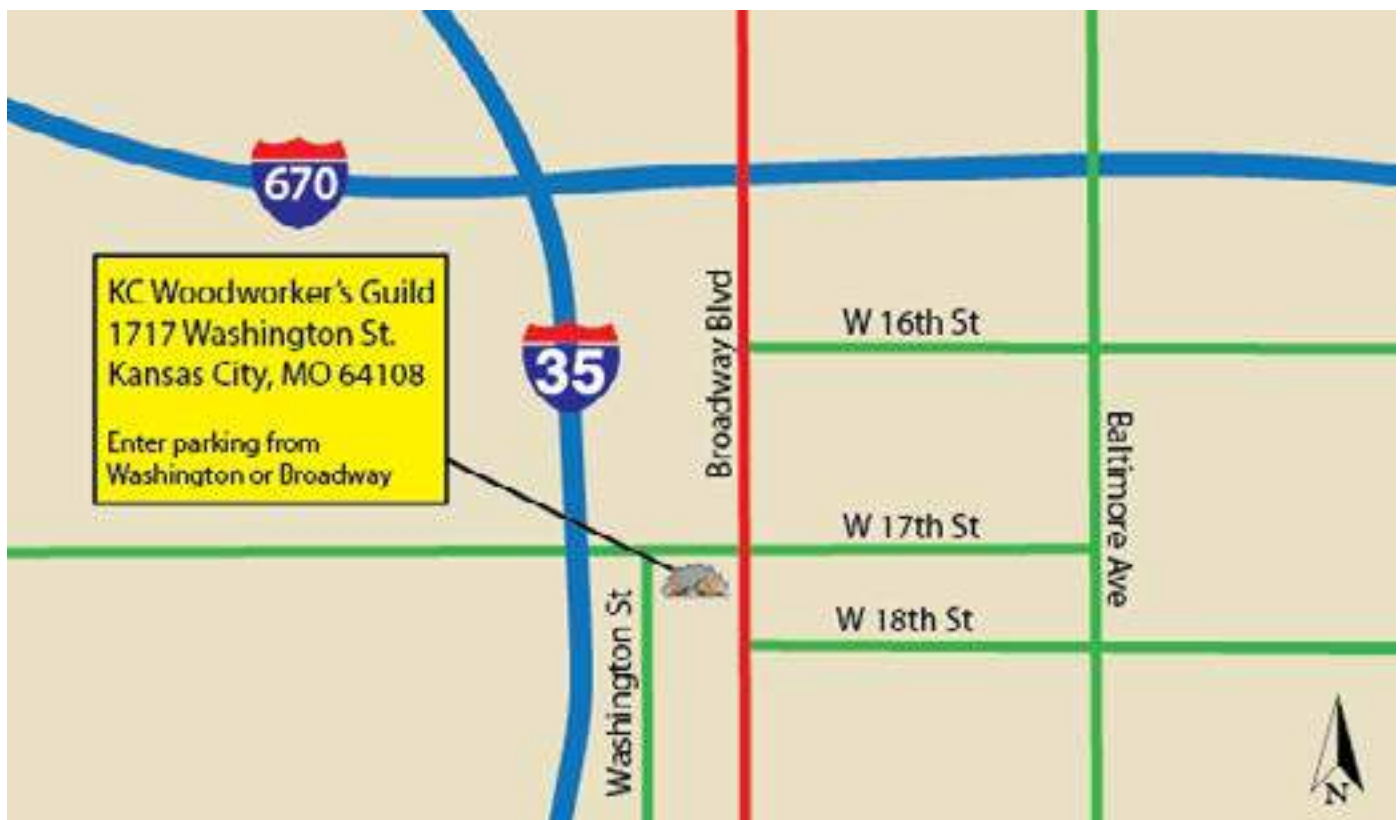 670
KC Woodworker's Guild
1717 Washington St.
Kansas City, MO 64108
Enter parking from
Washington or Broadway
35
Broadway Blvd
W 16th St
Baltimore Ave
W 17th St
W 18th St
Washington St
N